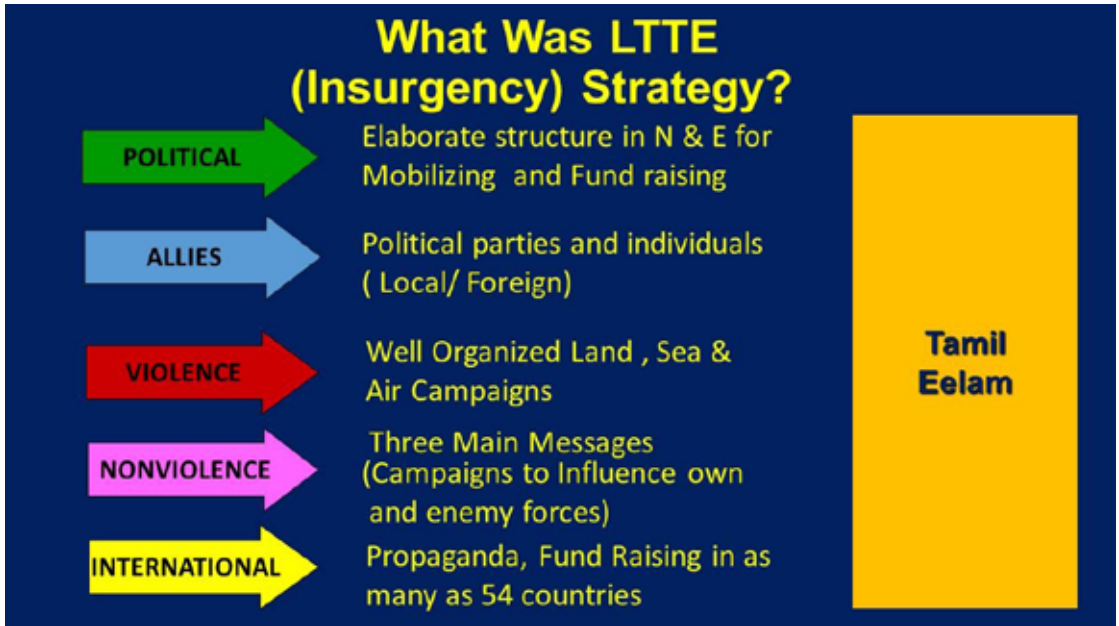 What Was LTTE
(Insurgency) Strategy?
POLITICAL
Elaborate structure in N & E for
Mobilizing and Fund raising
ALLIES
Political parties and individuals
( Local/ Foreign)
VIOLENCE
Well Organized Land , Sea &
Air Campaigns
NONVIOLENCE
Three Main Messages
(Campaigns to Influence own
and enemy forces)
INTERNATIONAL
Propaganda, Fund Raising in as
many as 54 countries
Tamil
Eelam